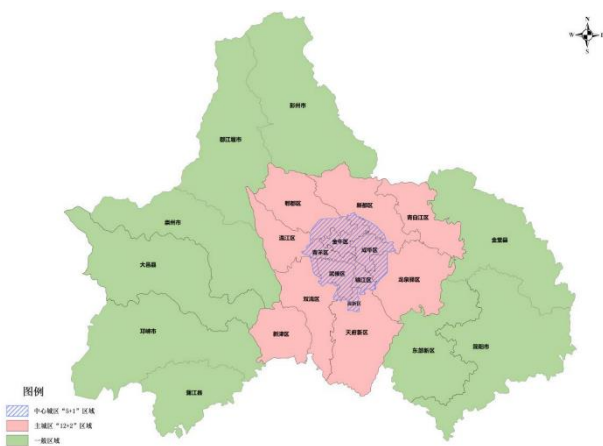 W E
S
彭州市
都江堰市
郫都区
新都区
青白江区
崇州市
温江区
金牛区
成华区
金堂县
青羊区
大邑县
武侯区
锦江区
龙泉驿区
双流区
高新区
邛崃市
新津区
天府新区
东部新区
简阳市
蒲江县
图例
中心城区“5+1”区域
主城区“12+2”区域
一般区域